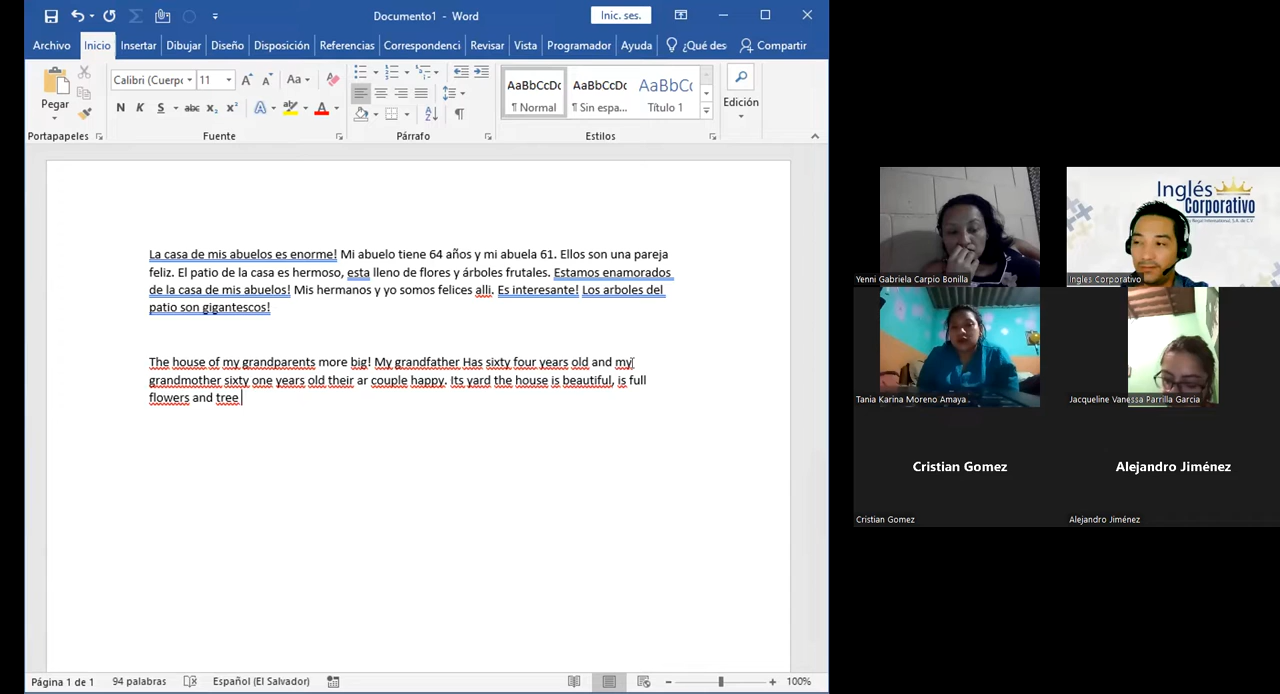 Documento1 - Word
Inic. ses.
Archivo Inicio Insertar Dibujar Diseño Disposición Referencias Correspondenci Revisar Vista Programador Ayuda ¿Qué des Compartir
Pegar
Calibri (Cuerpo 11
N K S abc x₂ x²
AaBbCcDc AaBbCcDc AaBbCc
¶ Normal ¶ Sin espa... Título 1
Edición
Portapapeles Fuente Párrafo Estilos
La casa de mis abuelos es enorme! Mi abuelo tiene 64 años y mi abuela 61. Ellos son una pareja
feliz. El patio de la casa es hermoso, esta lleno de flores y árboles frutales. Estamos enamorados
de la casa de mis abuelos! Mis hermanos y yo somos felices alli. Es interesante! Los arboles del
patio son gigantescos!
The house of my grandparents more big! My grandfather Has sixty four years old and my
grandmother sixty one years old their ar couple happy. Its yard the house is beautiful, is full
flowers and tree
Página 1 de 1 94 palabras Español (El Salvador) 100%
Inglés
Corporativo
Yenni Gabriela Carpio Bonilla
Ingles Corporativo
Tania Karina Moreno Amaya
Jacqueline Vanessa Parrilla Garcia
Cristian Gomez
Alejandro Jiménez
Cristian Gomez
Alejandro Jiménez